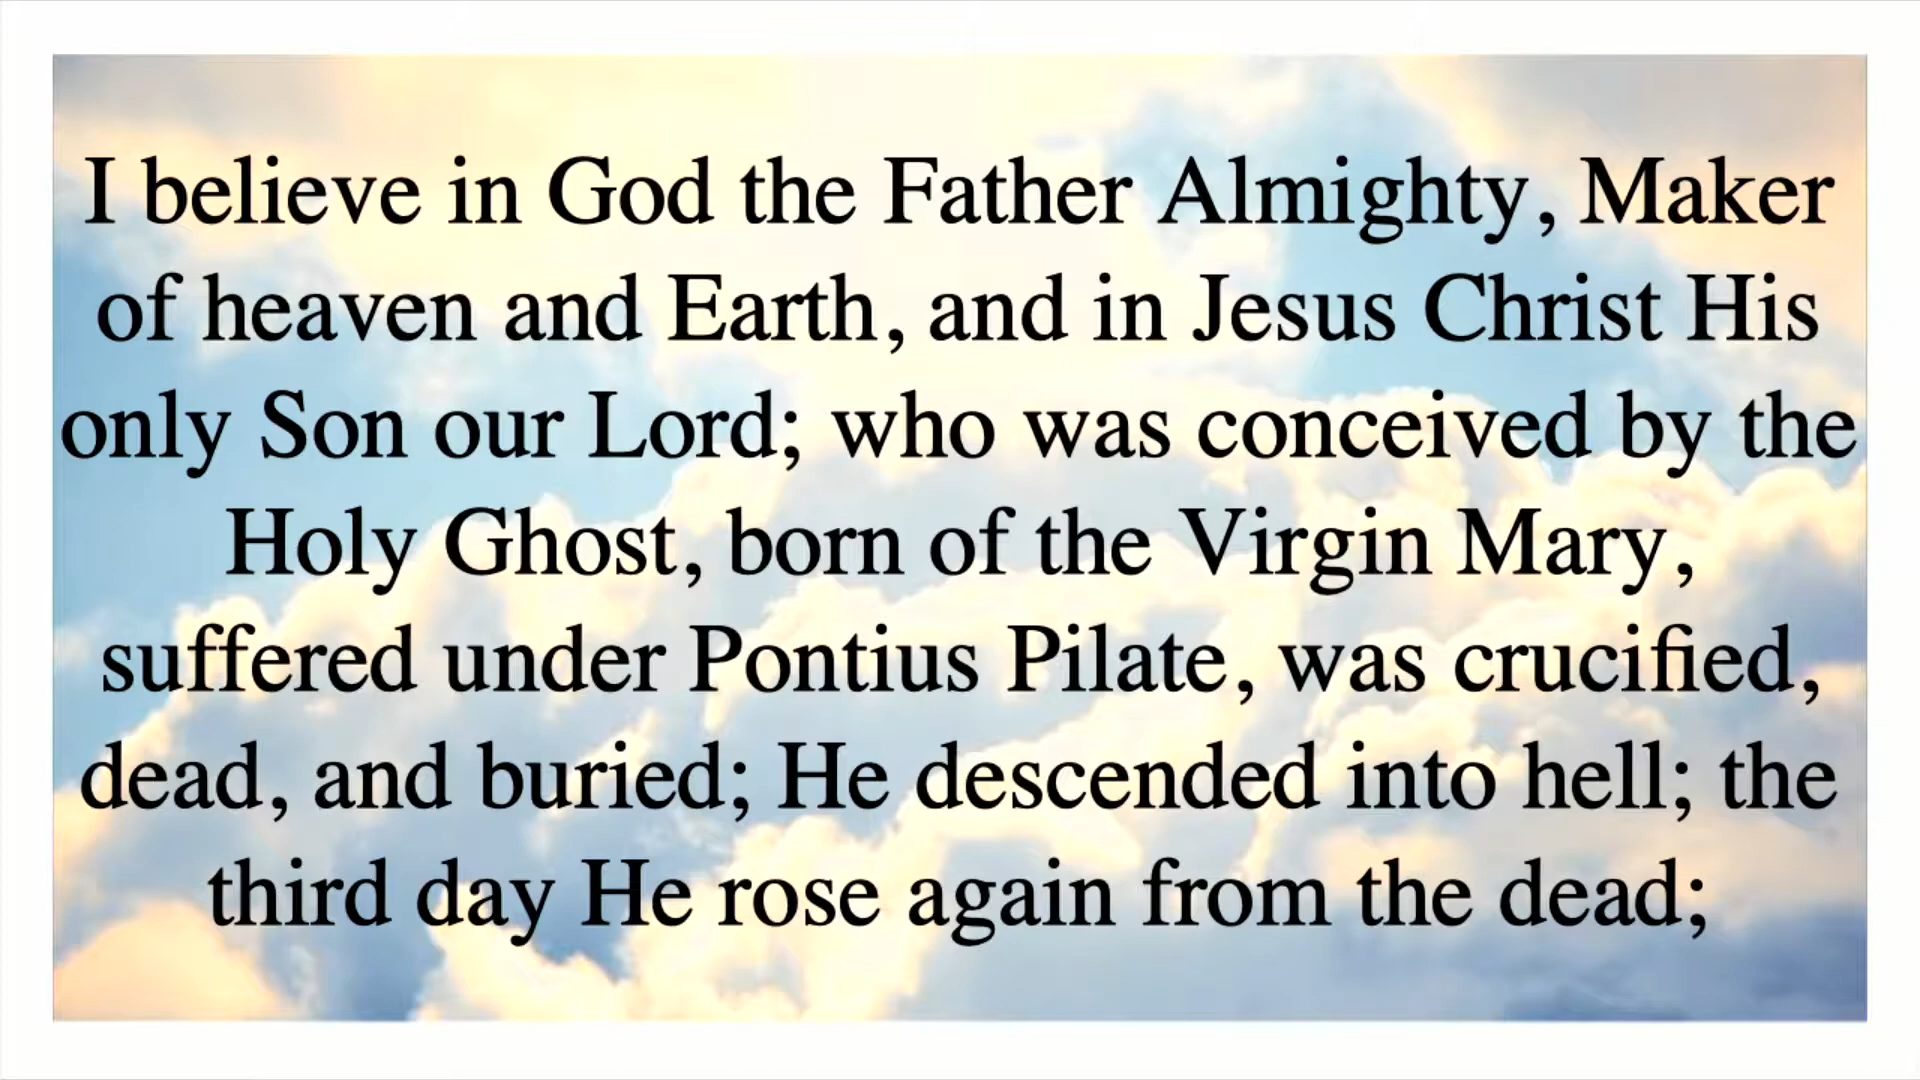 I believe in God the Father Almighty, Maker
of heaven and Earth, and in Jesus Christ His
only Son our Lord; who was conceived by the
Holy Ghost, born of the Virgin Mary,
suffered under Pontius Pilate, was crucified,
dead, and buried; He descended into hell; the
third day He rose again from the dead;